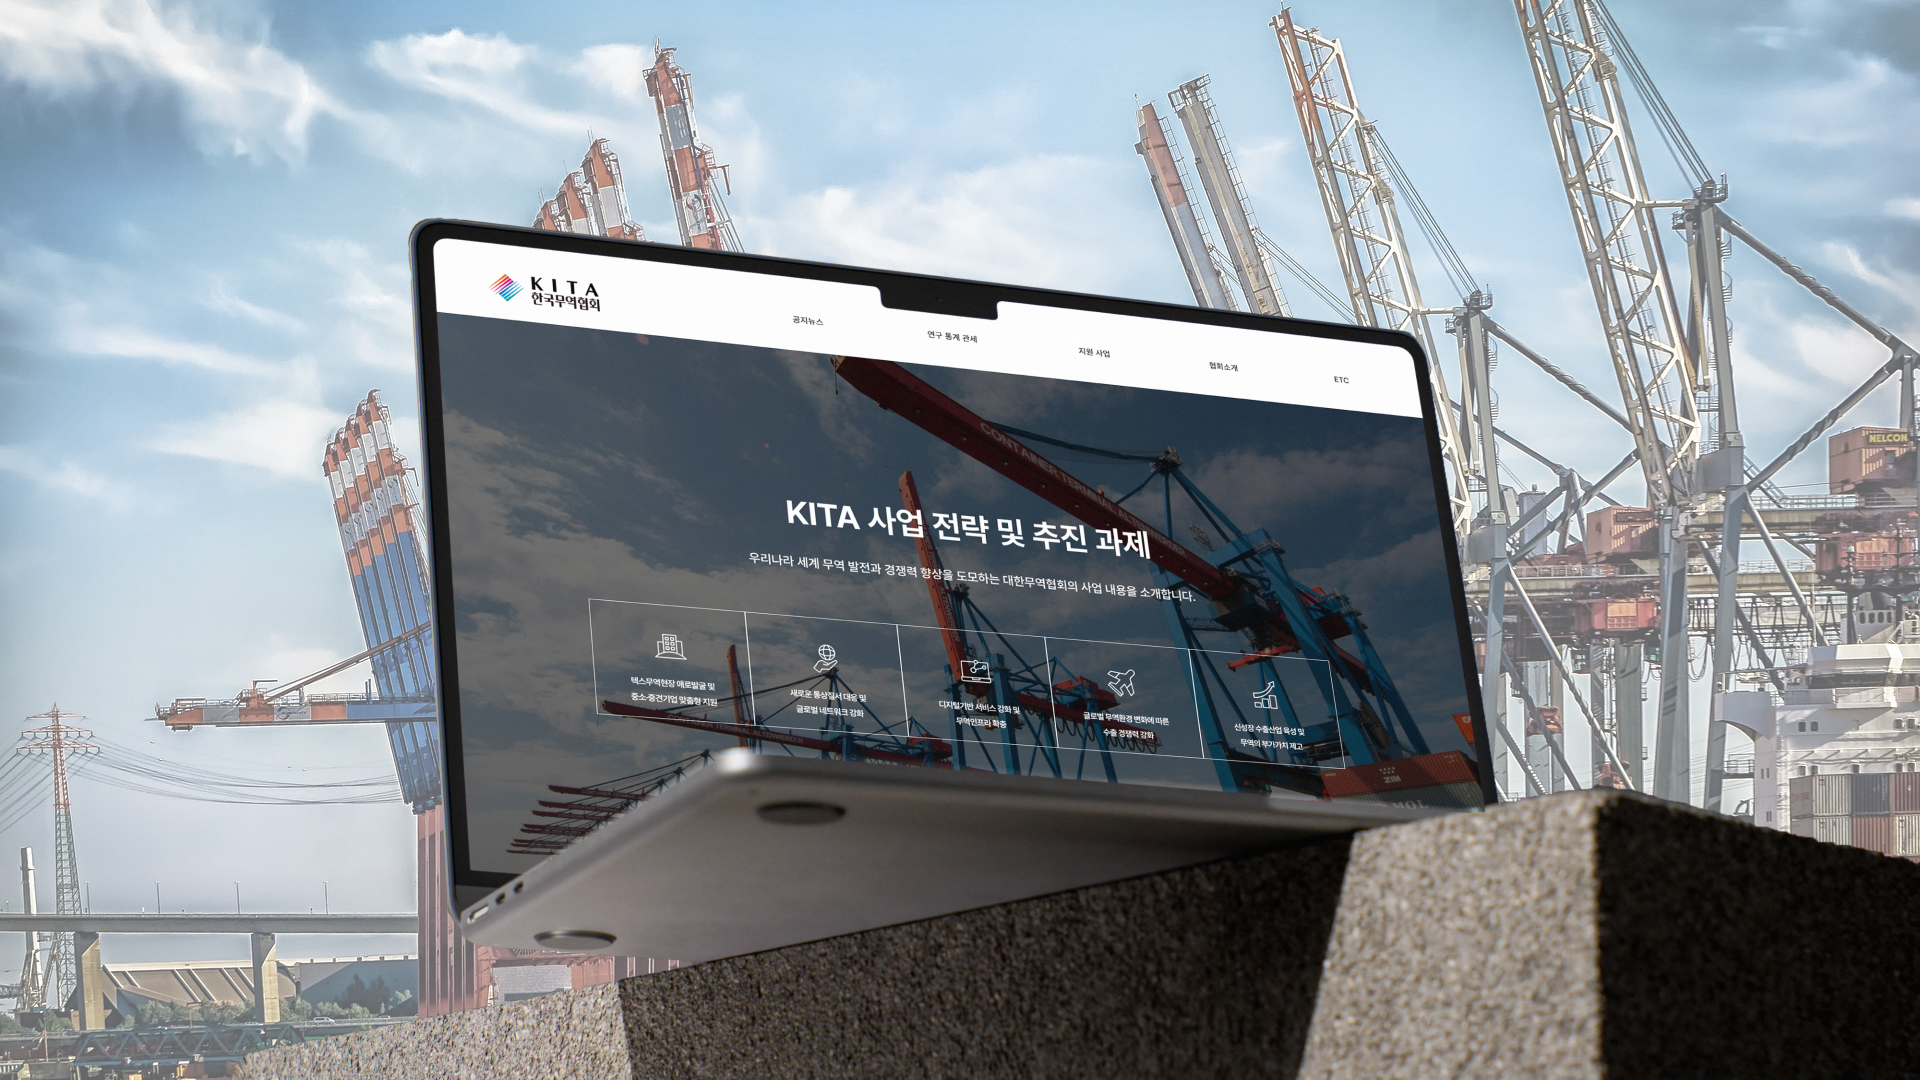 KITA
한국무역협회
공지뉴스
연구 통계 관세
지원 사업
협회소개
ETC
KITA 사업 전략 및 추진 과제
우리나라 세계 무역 발전과 경쟁력 향상을 도모하는 대한무역협회의 사업 내용을 소개합니다.
텍스무역현장 애로발굴 및
중소·중견기업 맞춤형 지원
새로운 통상질서 대응 및
글로벌 네트워크 강화
디지털기반 서비스 강화 및
무역인프라 확충
글로벌 무역환경 변화에 따른
수출 경쟁력 강화
신성장 수출산업 육성 및
무역의 부가가치 제고
CONTAINER TERMINAL ALTENWERDER
TERMINAL ALTENWERDER
ZIM
MOL
NELCON